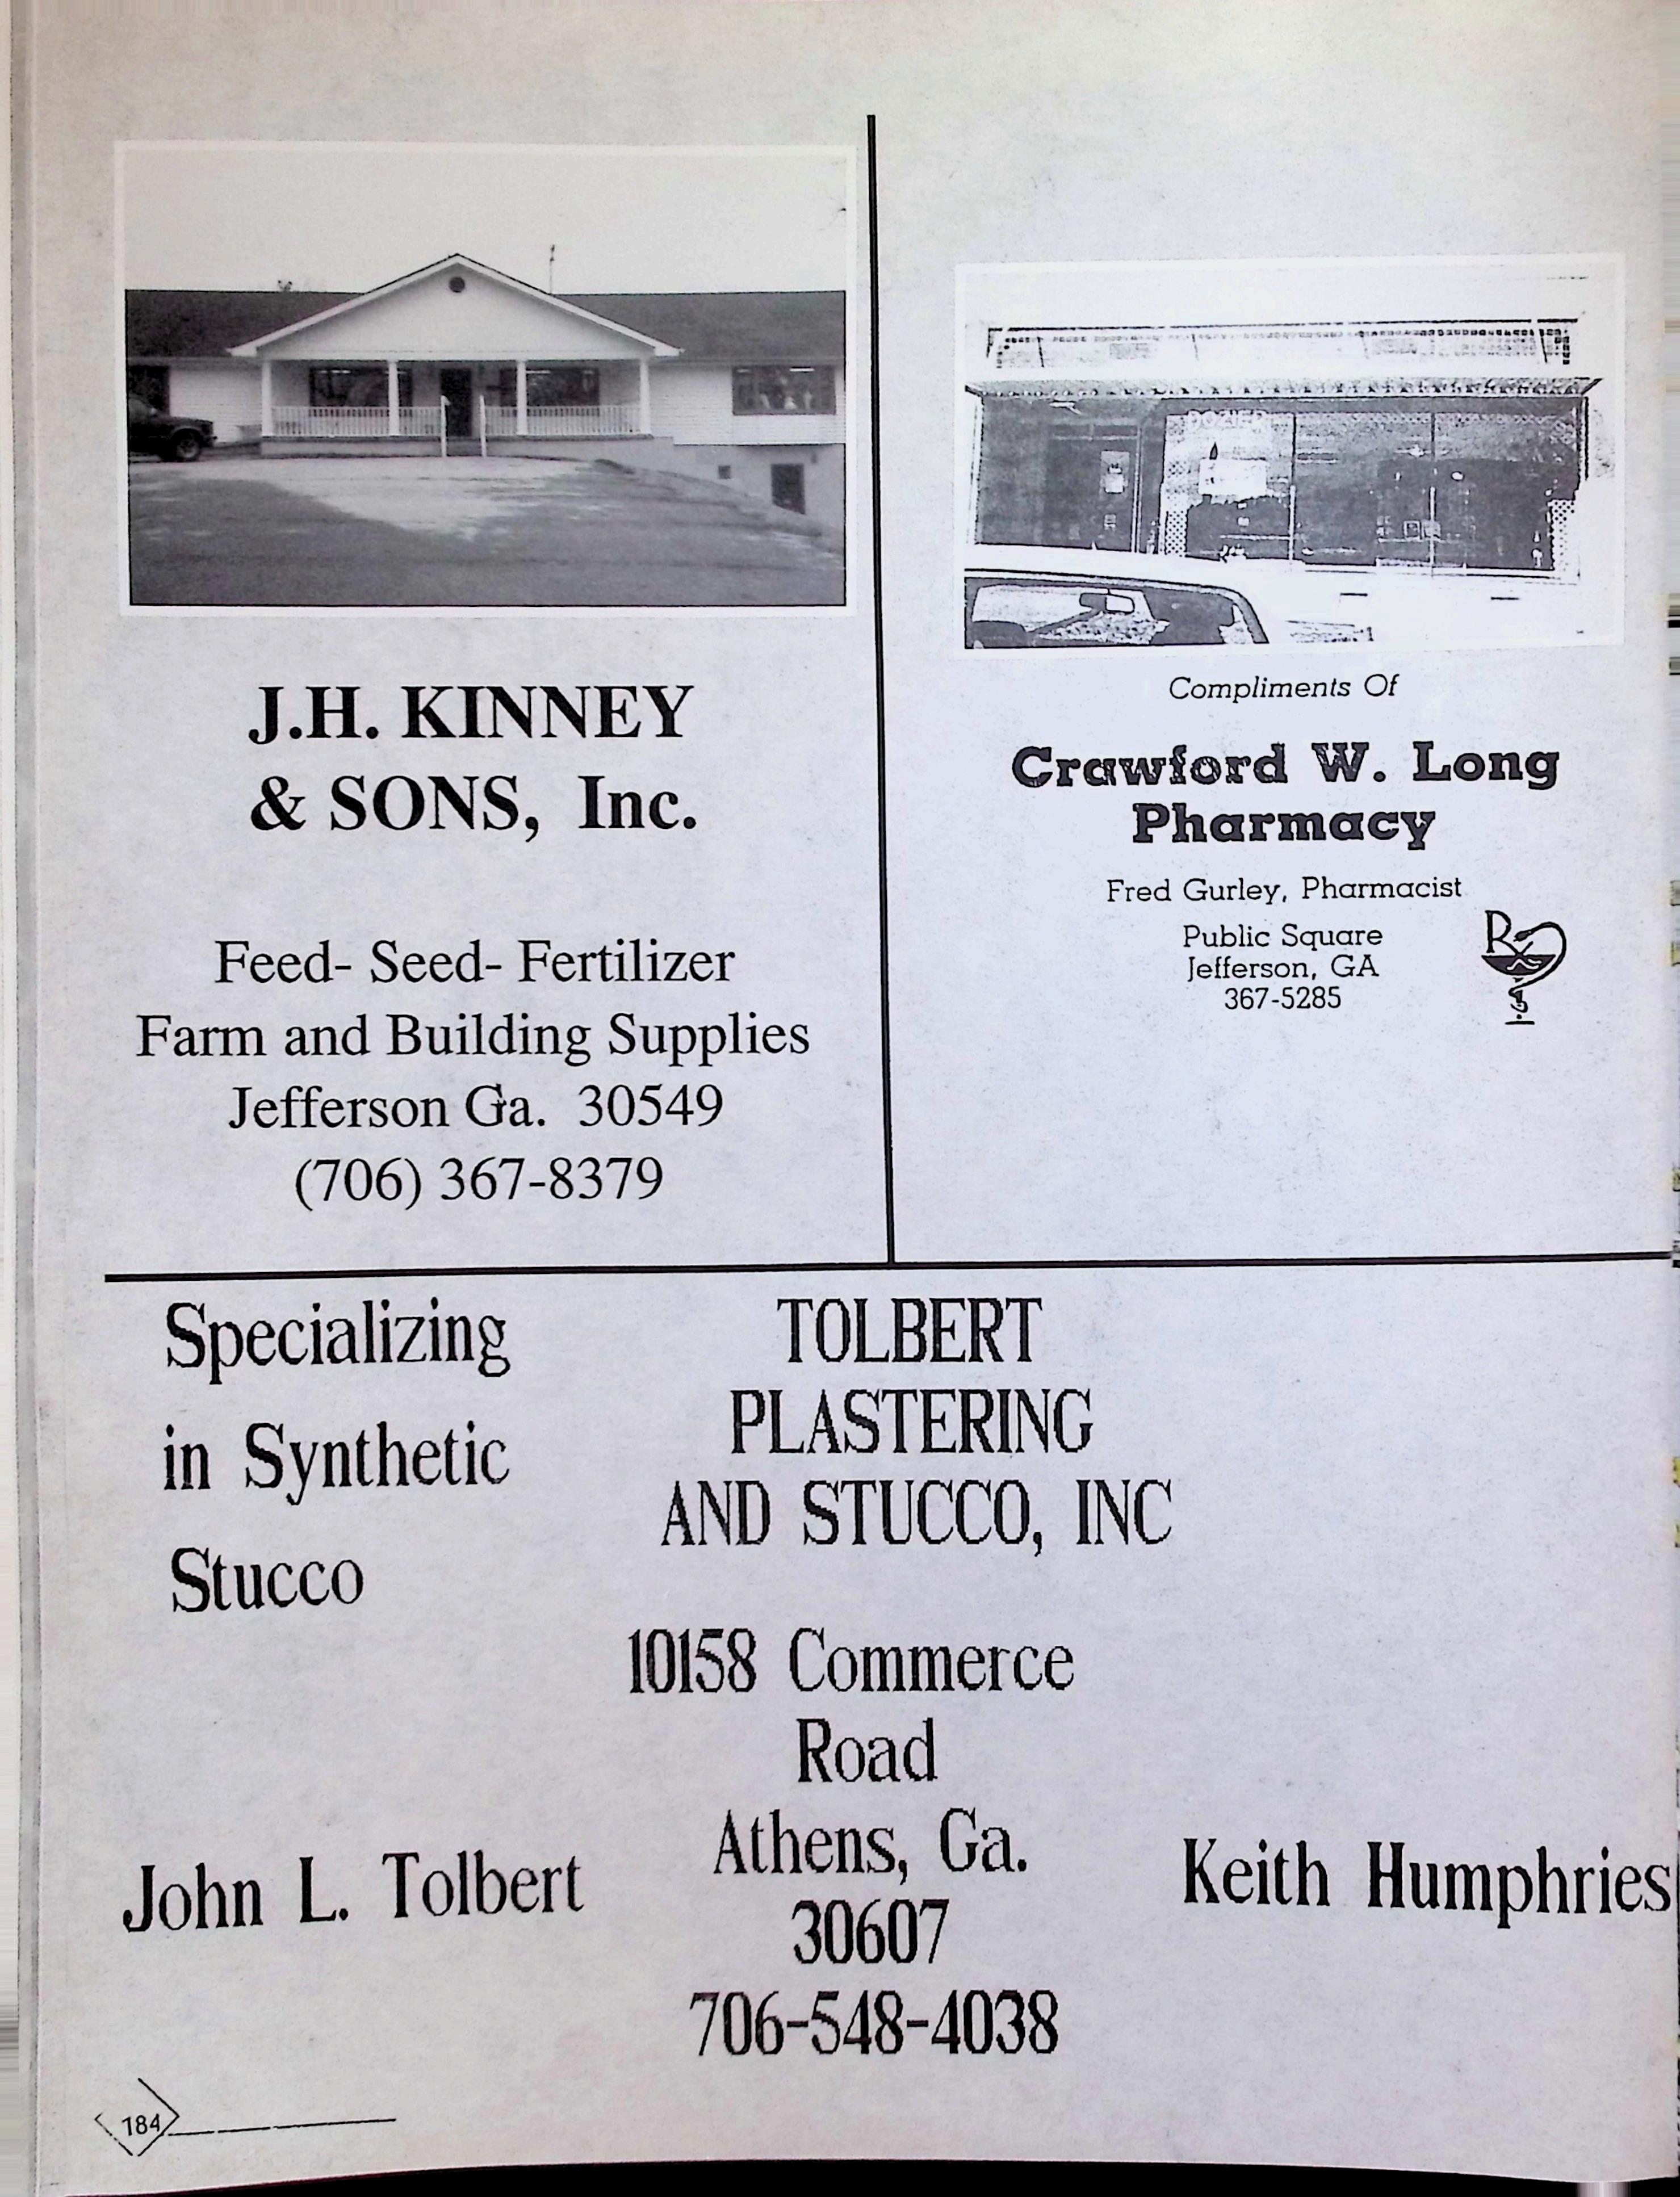 J.H. KINNEY
& SONS, Inc.
Feed- Seed- Fertilizer
Farm and Building Supplies
Jefferson Ga. 30549
(706) 367-8379
DOZIER
Compliments Of
Crawford W. Long
Pharmacy
Fred Gurley, Pharmacist
Public Square
Jefferson, GA
367-5285
Rx
Specializing
in Synthetic
Stucco
TOLBERT
PLASTERING
AND STUCCO, INC
10158 Commerce
Road
Athens, Ga.
30607
706-548-4038
John L. Tolbert
Keith Humphries
184